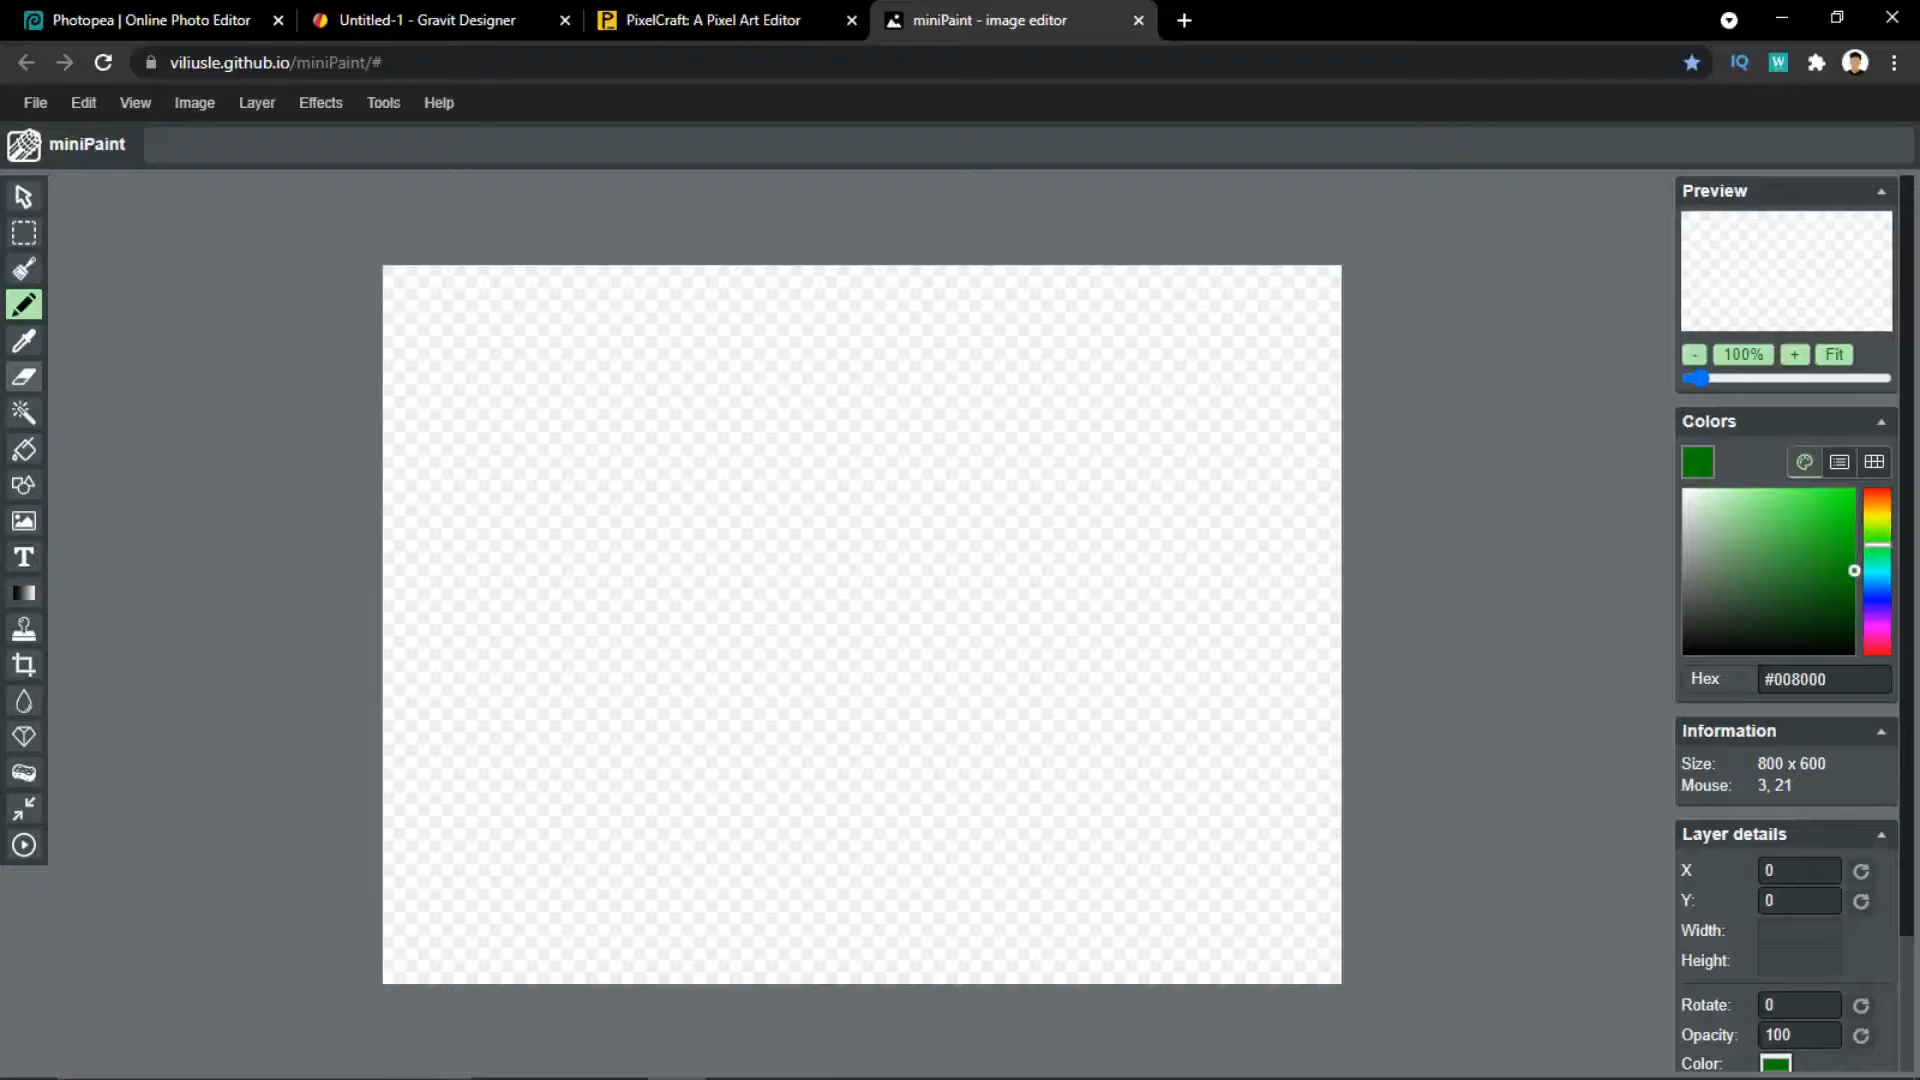 Photopea | Online Photo Editor
Untitled-1 - Gravit Designer
PixelCraft: A Pixel Art Editor
miniPaint - image editor
viliusle.github.io/miniPaint/#
IQ
W
File Edit View Image Layer Effects Tools Help
miniPaint
Preview
- 100% + Fit
Colors
Hex #008000
Information
Size: 800 x 600
Mouse: 3, 21
Layer details
X 0
Y: 0
Width:
Height:
Rotate: 0
Opacity: 100
Color: